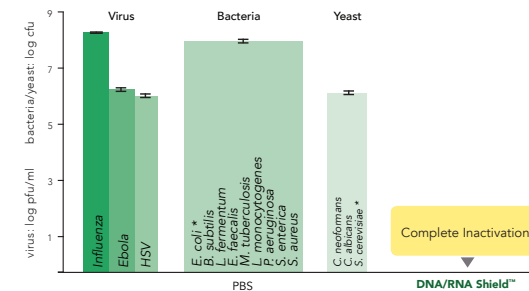 Virus
Bacteria
Yeast
virus: log pfu/ml bacteria/yeast: log cfu
9
7
5
3
1
Influenza
Ebola
HSV
E. coli *
B. subtilis
L. fermentum
E. faecalis
M. tuberculosis
L. monocytogenes
P. aeruginosa
S. enterica
S. aureus
C. neoformans
C. albicans
S. cerevisiae *
Complete Inactivation
PBS
DNA/RNA Shield™